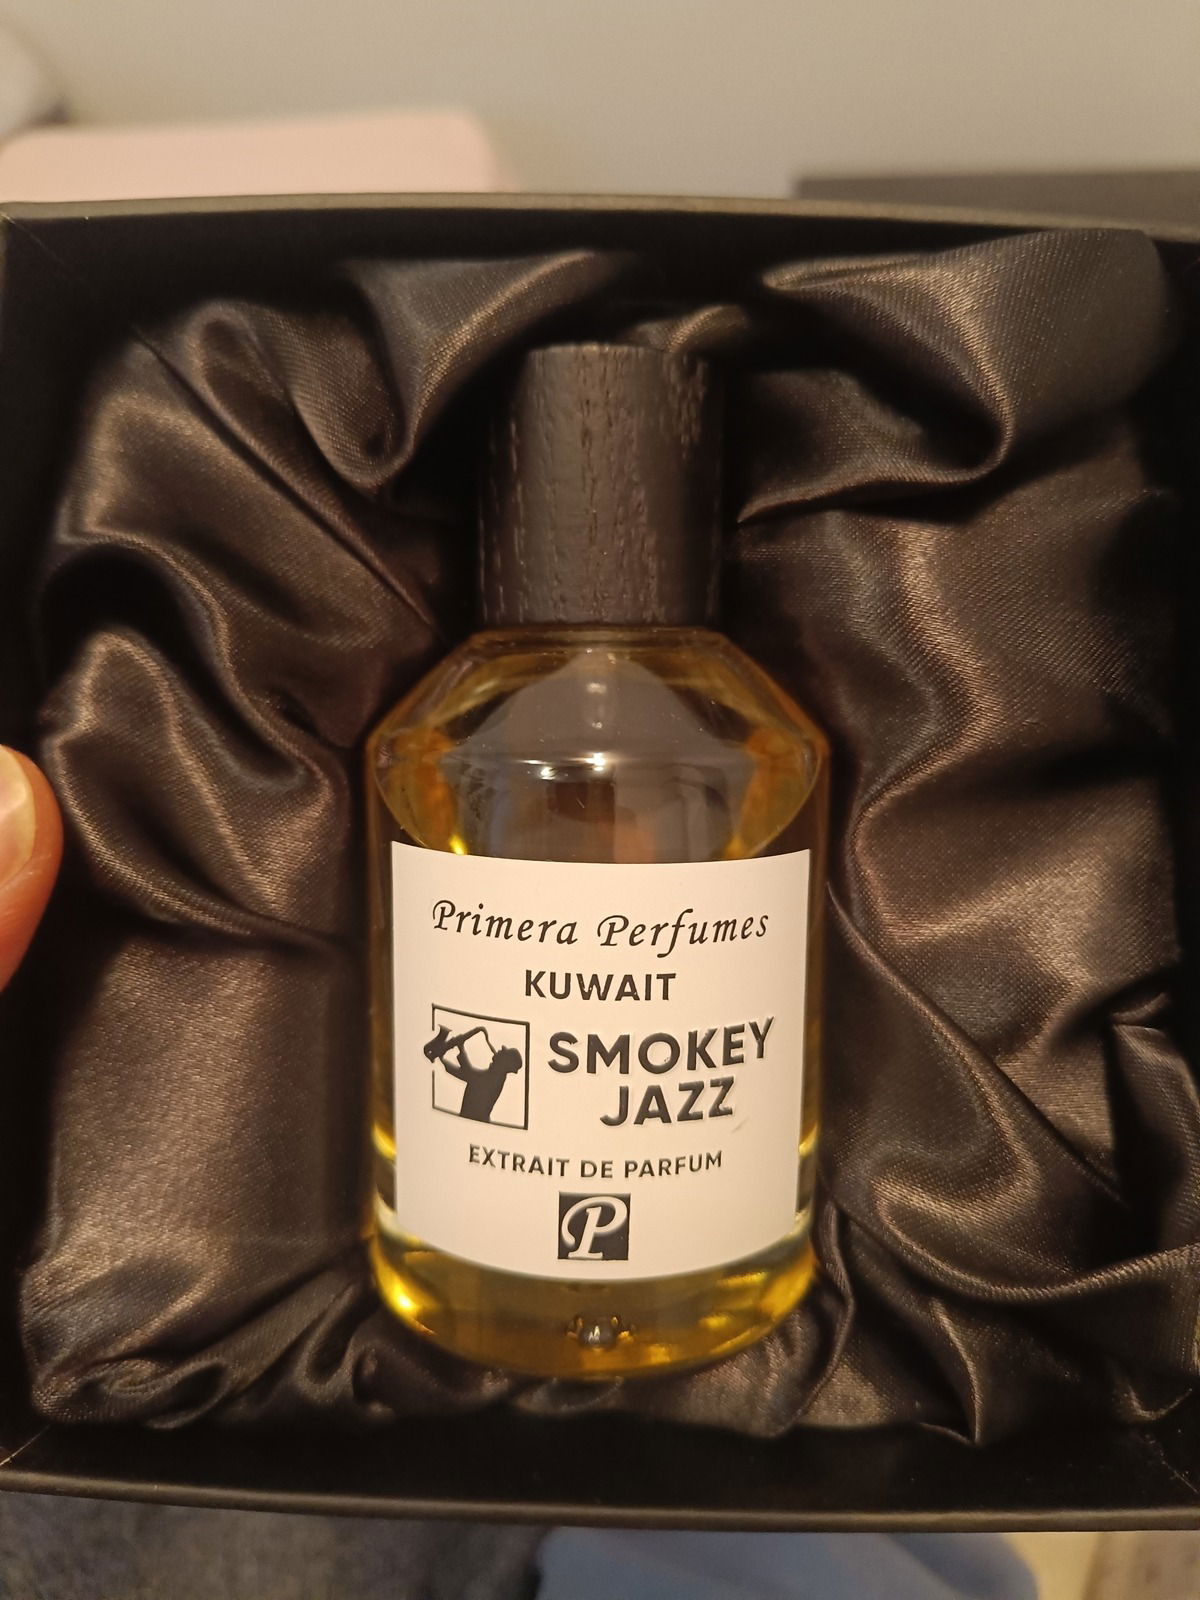 Primera Perfumes
KUWAIT
SMOKEY
JAZZ
EXTRAIT DE PARFUM
P